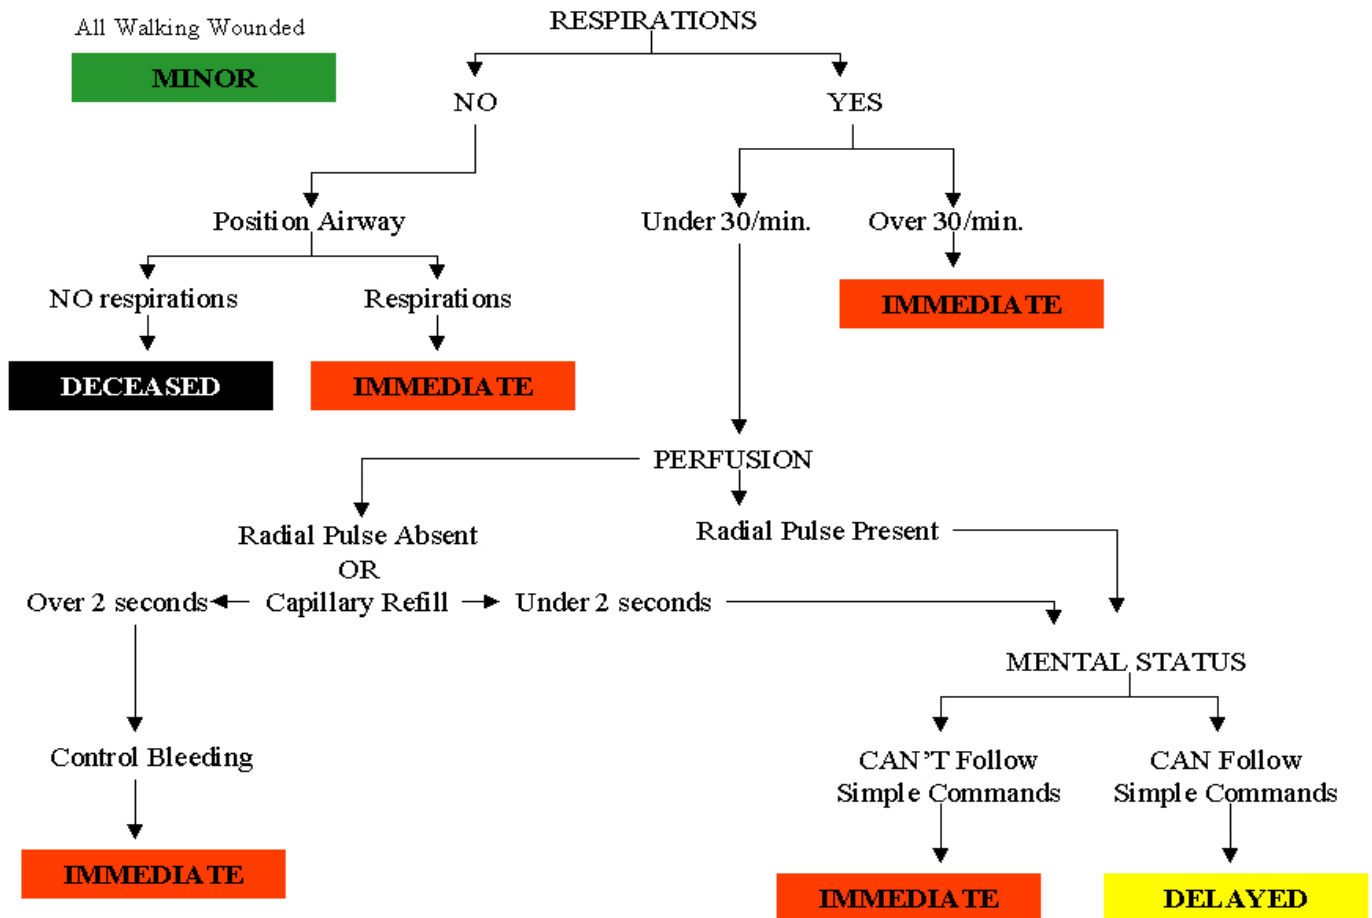 All Walking Wounded
MINOR
RESPIRATIONS
NO
YES
Position Airway
Under 30/min.
Over 30/min.
NO respirations
Respirations
IMMEDIATE
DECEASED
IMMEDIATE
PERFUSION
Radial Pulse Absent
Radial Pulse Present
OR
Over 2 seconds
Capillary Refill
Under 2 seconds
MENTAL STATUS
Control Bleeding
CAN'T Follow
Simple Commands
CAN Follow
Simple Commands
IMMEDIATE
IMMEDIATE
DELAYED